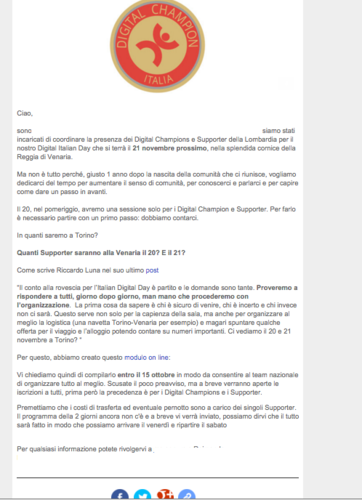 DIGITAL CHAMPION
ITALIA
Ciao,
sono siamo stati
incaricati di coordinare la presenza dei Digital Champions e Supporter della Lombardia per il
nostro Digital Italian Day che si terrà il 21 novembre prossimo, nella splendida cornice della
Reggia di Venaria.
Ma non è tutto perché, giusto 1 anno dopo la nascita della comunità che ci riunisce, vogliamo
dedicarci del tempo per aumentare il senso di comunità, per conoscerci e parlarci e per capire
come dare un passo in avanti.
Il 20, nel pomeriggio, avremo una sessione solo per i Digital Champion e Supporter. Per farlo
è necessario partire con un primo passo: dobbiamo contarci.
In quanti saremo a Torino?
Quanti Supporter saranno alla Venaria il 20? E il 21?
Come scrive Riccardo Luna nel suo ultimo post
"Il conto alla rovescia per l'Italian Digital Day è partito e le domande sono tante. Proveremo a
rispondere a tutti, giorno dopo giorno, man mano che procederemo con
l'organizzazione. La prima cosa da sapere è chi è sicuro di venire, chi è incerto e chi invece
non ci sarà. Questo serve non solo per la capienza della sala, ma anche per organizzare al
meglio la logistica (una navetta Torino-Venaria per esempio) e magari spuntare qualche
offerta per il viaggio e l'alloggio potendo contare su numeri importanti. Ci vediamo il 20 e 21
novembre a Torino? "
Per questo, abbiamo creato questo modulo on line:
Vi chiediamo quindi di compilarlo entro il 15 ottobre in modo da consentire al team nazionale
di organizzare tutto al meglio. Scusate il poco preavviso, ma a breve verranno aperte le
iscrizioni a tutti, prima però la precedenza è per i Digital Champions e i Supporter.
Premettiamo che i costi di trasferta ed eventuale pernotto sono a carico dei singoli Supporter.
Il programma della 2 giorni ancora non c'è e a breve vi verrà inviato, possiamo dirvi che il tutto
sarà fatto in modo che possiamo arrivare il venerdì e ripartire il sabato
Per qualsiasi informazione potete rivolgervi a